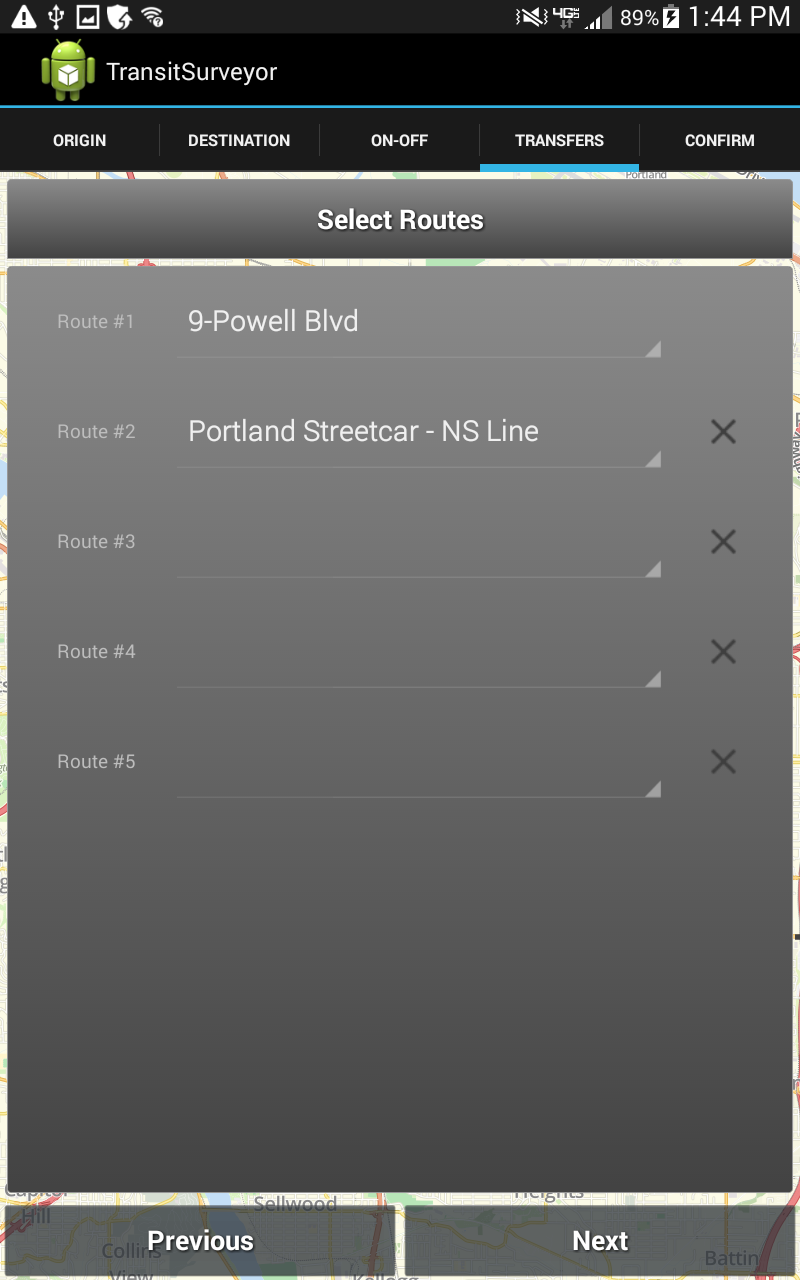 4G 89% 1:44 PM
TransitSurveyor
ORIGIN DESTINATION ON-OFF TRANSFERS CONFIRM
Portland
Select Routes
Route #1 9-Powell Blvd
Route #2 Portland Streetcar - NS Line
Route #3
Route #4
Route #5
Sellwood
Heights
Hill
Previous Next
Collins
View
Battin
Kellogg